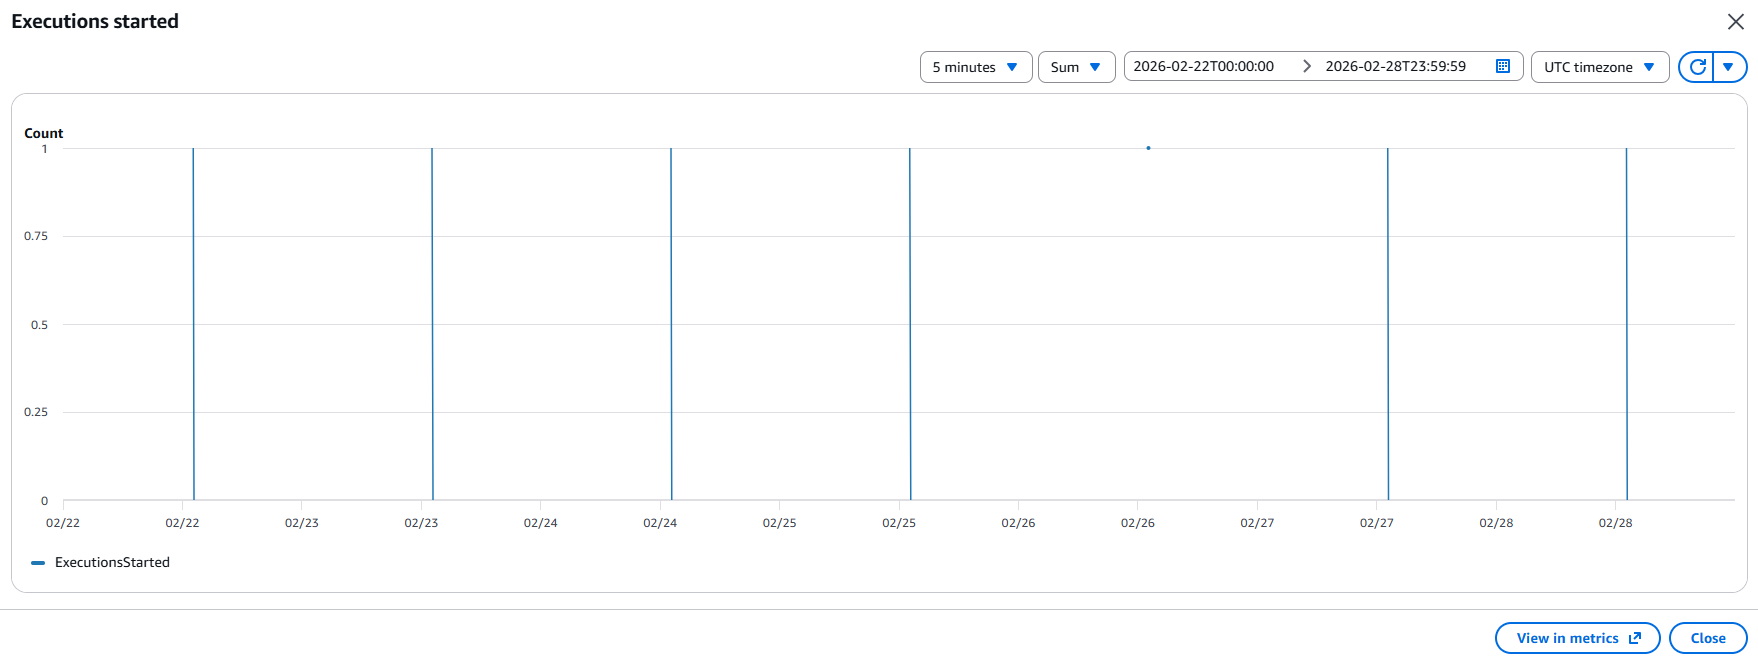 Executions started
5 minutes Sum 2026-02-22T00:00:00 2026-02-28T23:59:59 UTC timezone
Count
1
0.75
0.5
0.25
0
02/22 02/22 02/23 02/23 02/24 02/24 02/25 02/25 02/26 02/26 02/27 02/27 02/28 02/28
ExecutionsStarted
View in metrics Close